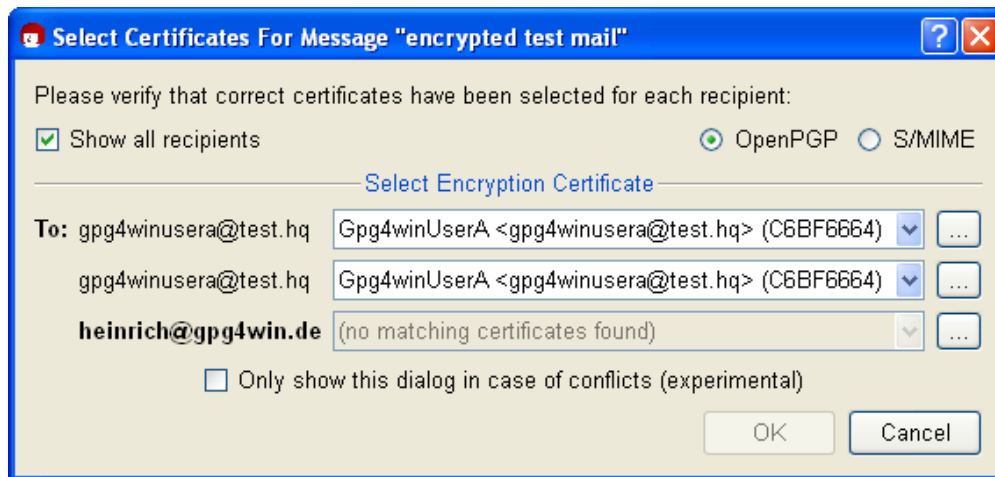 Select Certificates For Message "encrypted test mail"
Please verify that correct certificates have been selected for each recipient:
Show all recipients OpenPGP S/MIME
Select Encryption Certificate
To: gpg4winusera@test.hq Gpg4winUserA <gpg4winusera@test.hq> (C6BF6664) ...
gpg4winusera@test.hq Gpg4winUserA <gpg4winusera@test.hq> (C6BF6664) ...
heinrich@gpg4win.de (no matching certificates found) ...
Only show this dialog in case of conflicts (experimental)
OK Cancel